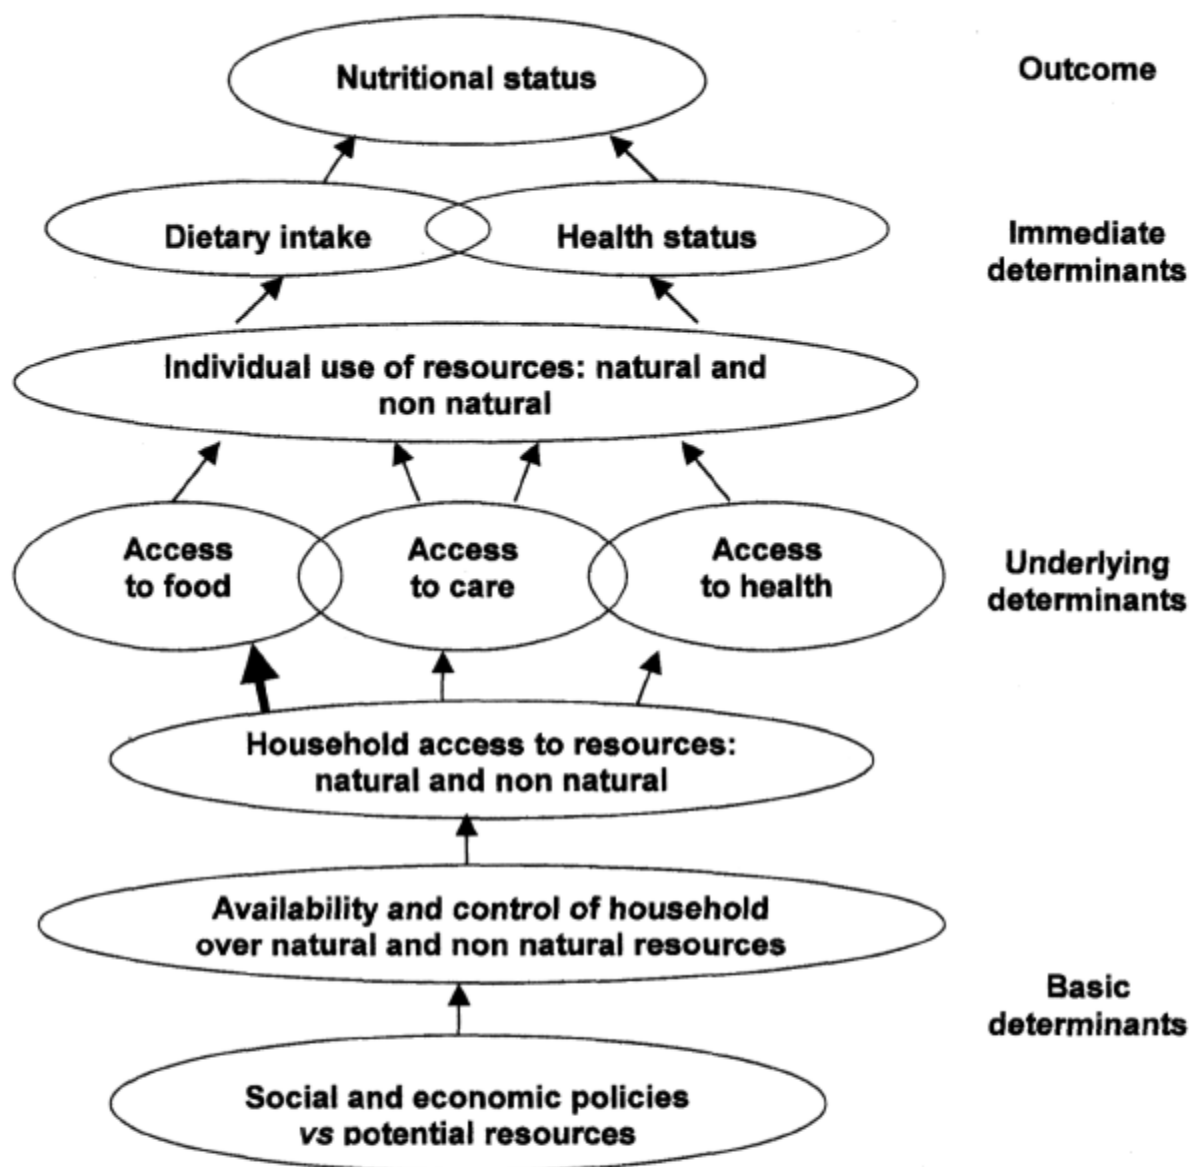 Nutritional status
Outcome
Dietary intake
Health status
Immediate
determinants
Individual use of resources: natural and
non natural
Access
to food
Access
to care
Access
to health
Underlying
determinants
Household access to resources:
natural and non natural
Availability and control of household
over natural and non natural resources
Basic
determinants
Social and economic policies
vs potential resources